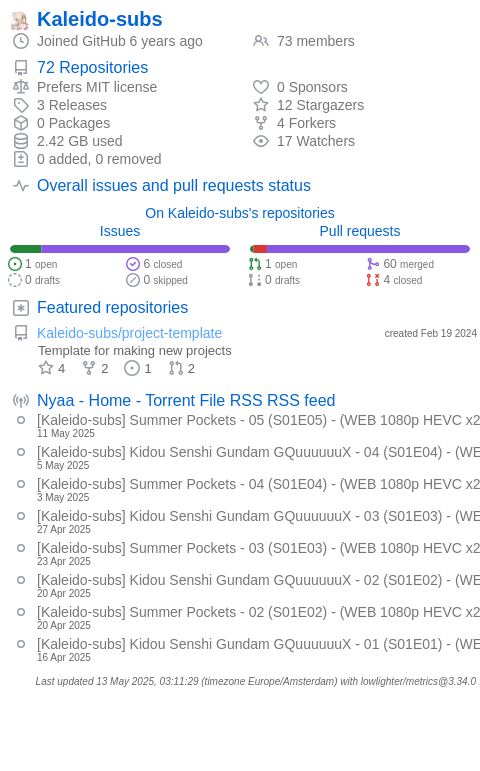 Kaleido-subs
Joined GitHub 6 years ago
73 members
72 Repositories
Prefers MIT license
0 Sponsors
3 Releases
12 Stargazers
0 Packages
4 Forkers
2.42 GB used
17 Watchers
0 added, 0 removed
Overall issues and pull requests status
On Kaleido-subs's repositories
Issues
Pull requests
1 open
6 closed
1 open
60 merged
0 drafts
0 skipped
0 drafts
4 closed
Featured repositories
Kaleido-subs/project-template
created Feb 19 2024
Template for making new projects
4 2 1 2
Nyaa - Home - Torrent File RSS RSS feed
[Kaleido-subs] Summer Pockets - 05 (S01E05) - (WEB 1080p HEVC x2
11 May 2025
[Kaleido-subs] Kidou Senshi Gundam GQuuuuuuX - 04 (S01E04) - (WE
5 May 2025
[Kaleido-subs] Summer Pockets - 04 (S01E04) - (WEB 1080p HEVC x2
3 May 2025
[Kaleido-subs] Kidou Senshi Gundam GQuuuuuuX - 03 (S01E03) - (WE
27 Apr 2025
[Kaleido-subs] Summer Pockets - 03 (S01E03) - (WEB 1080p HEVC x2
23 Apr 2025
[Kaleido-subs] Kidou Senshi Gundam GQuuuuuuX - 02 (S01E02) - (WE
20 Apr 2025
[Kaleido-subs] Summer Pockets - 02 (S01E02) - (WEB 1080p HEVC x2
20 Apr 2025
[Kaleido-subs] Kidou Senshi Gundam GQuuuuuuX - 01 (S01E01) - (WE
16 Apr 2025
Last updated 13 May 2025, 03:11:29 (timezone Europe/Amsterdam) with lowlighter/metrics@3.34.0